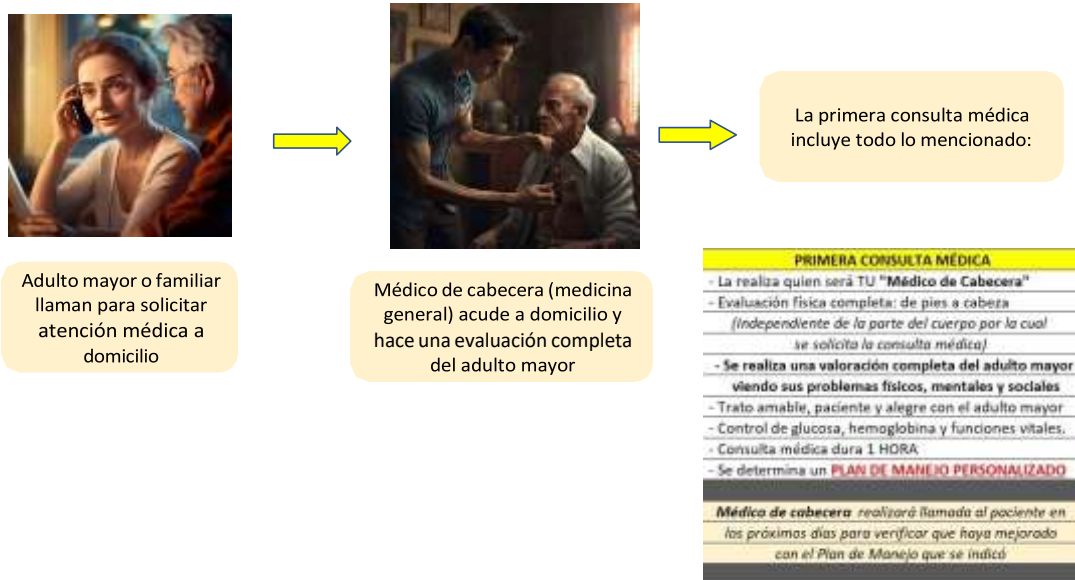 Adulto mayor o familiar
llaman para solicitar
atención médica a
domicilio
Médico de cabecera (medicina
general) acude a domicilio y
hace una evaluación completa
del adulto mayor
La primera consulta médica
incluye todo lo mencionado:
PRIMERA CONSULTA MÉDICA
- La realiza quien será TU "Médico de Cabecera"
- Evaluación física completa: de pies a cabeza
(Independiente de la parte del cuerpo por la cual
se solicita la consulta médica)
- Se realiza una valoración completa del adulto mayor
viendo sus problemas físicos, mentales y sociales
- Trato amable, paciente y alegre con el adulto mayor
- Control de glucosa, hemoglobina y funciones vitales.
- Consulta médica dura 1 HORA
- Se determina un PLAN DE MANEJO PERSONALIZADO
Médico de cabecera realizará llamada al paciente en
los próximos días para verificar que haya mejorado
con el Plan de Manejo que se indicó